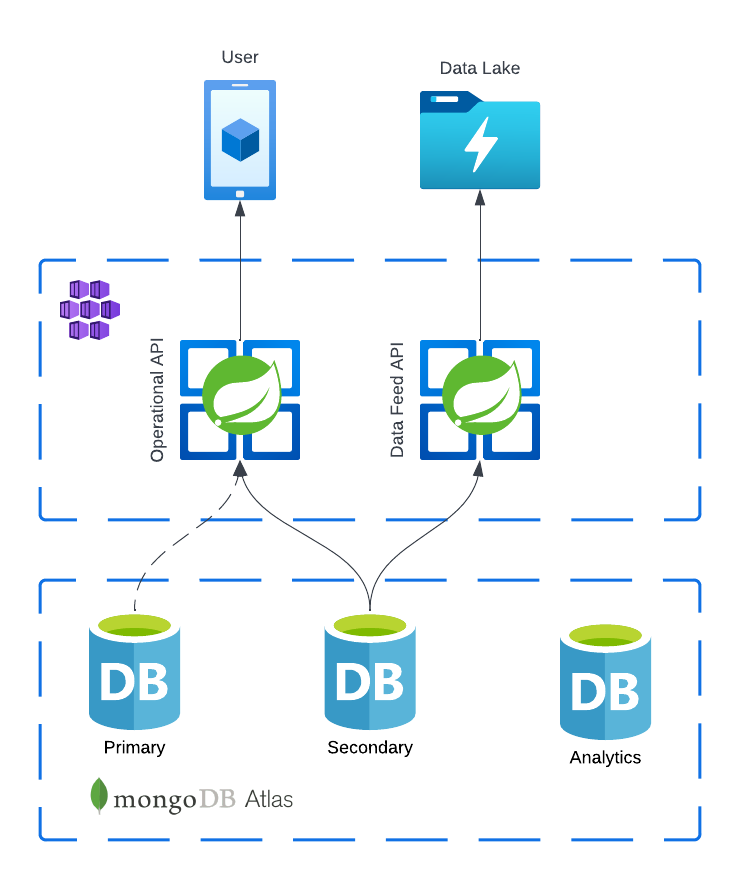 User
Data Lake
Operational API
Data Feed API
DB
DB
DB
Primary
Secondary
Analytics
mongoDB Atlas